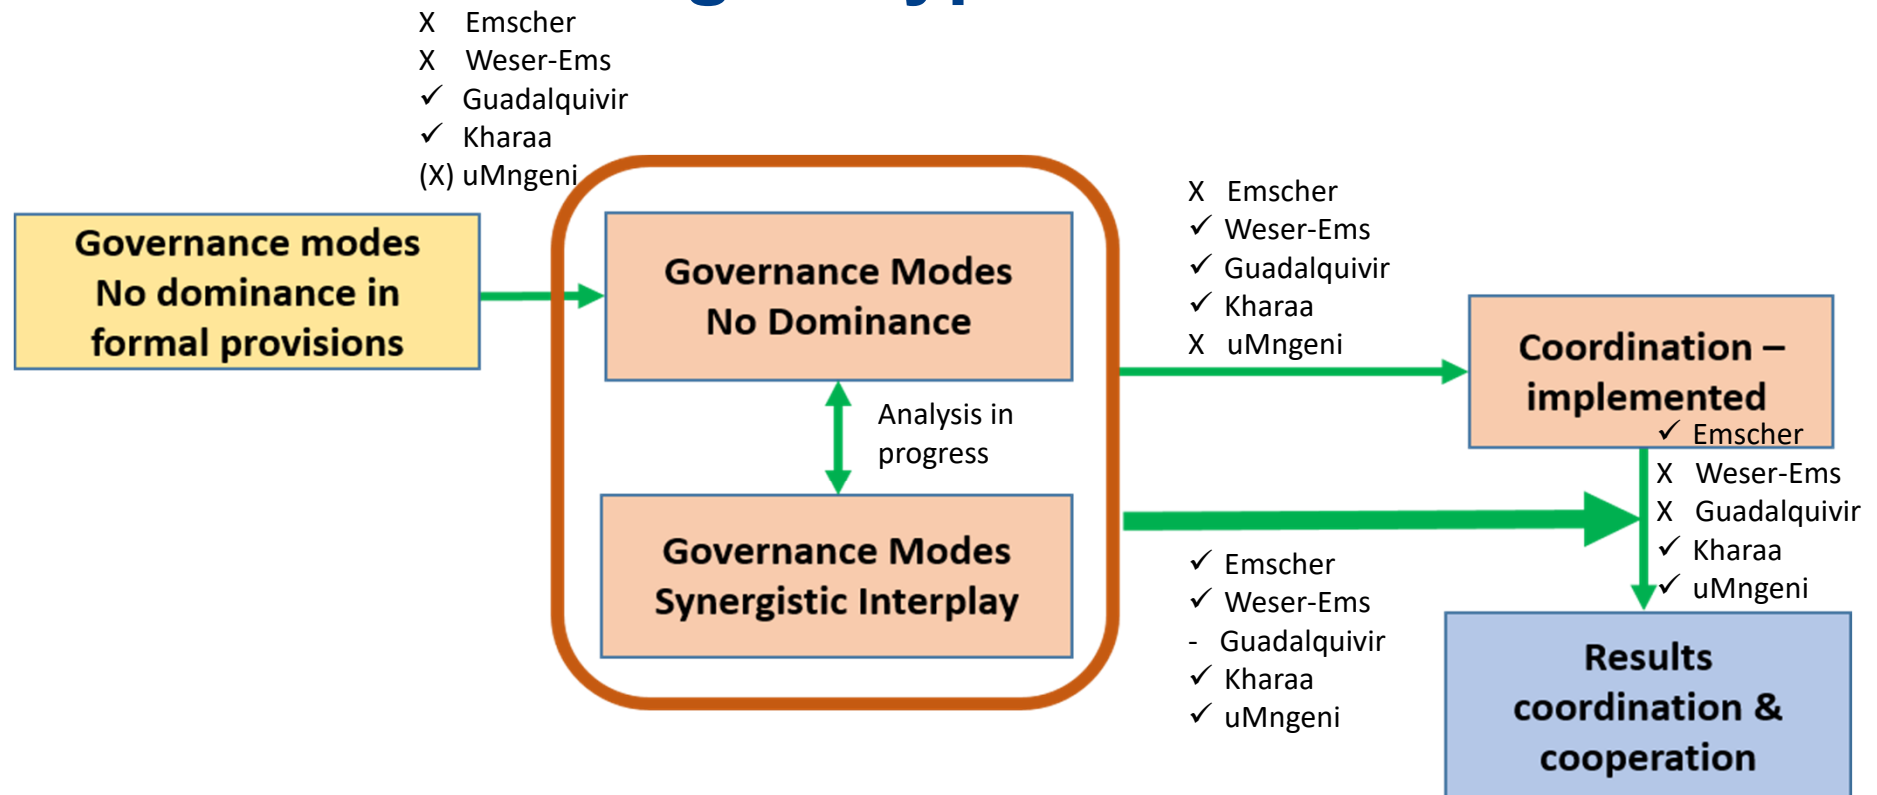 X Emscher
X Weser-Ems
✓ Guadalquivir
✓ Kharaa
(X) uMngeni
Governance modes
No dominance in
formal provisions
Governance Modes
No Dominance
Analysis in
progress
Governance Modes
Synergistic Interplay
X Emscher
✓ Weser-Ems
✓ Guadalquivir
✓ Kharaa
X uMngeni
✓ Emscher
✓ Weser-Ems
- Guadalquivir
✓ Kharaa
✓ uMngeni
Coordination –
implemented
✓ Emscher
X Weser-Ems
X Guadalquivir
✓ Kharaa
✓ uMngeni
Results
coordination &
cooperation